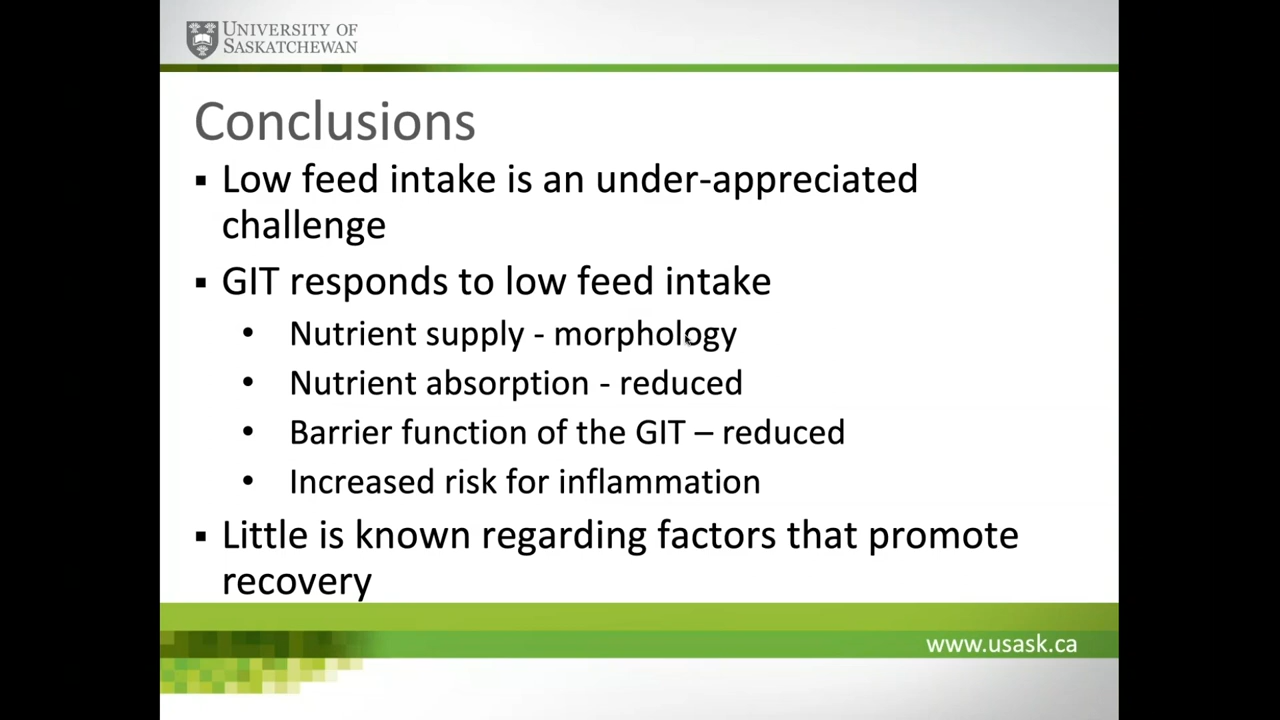 UNIVERSITY OF
SASKATCHEWAN
Conclusions
▪ Low feed intake is an under-appreciated
challenge
▪ GIT responds to low feed intake
• Nutrient supply - morphology
• Nutrient absorption - reduced
• Barrier function of the GIT – reduced
• Increased risk for inflammation
▪ Little is known regarding factors that promote
recovery
www.usask.ca